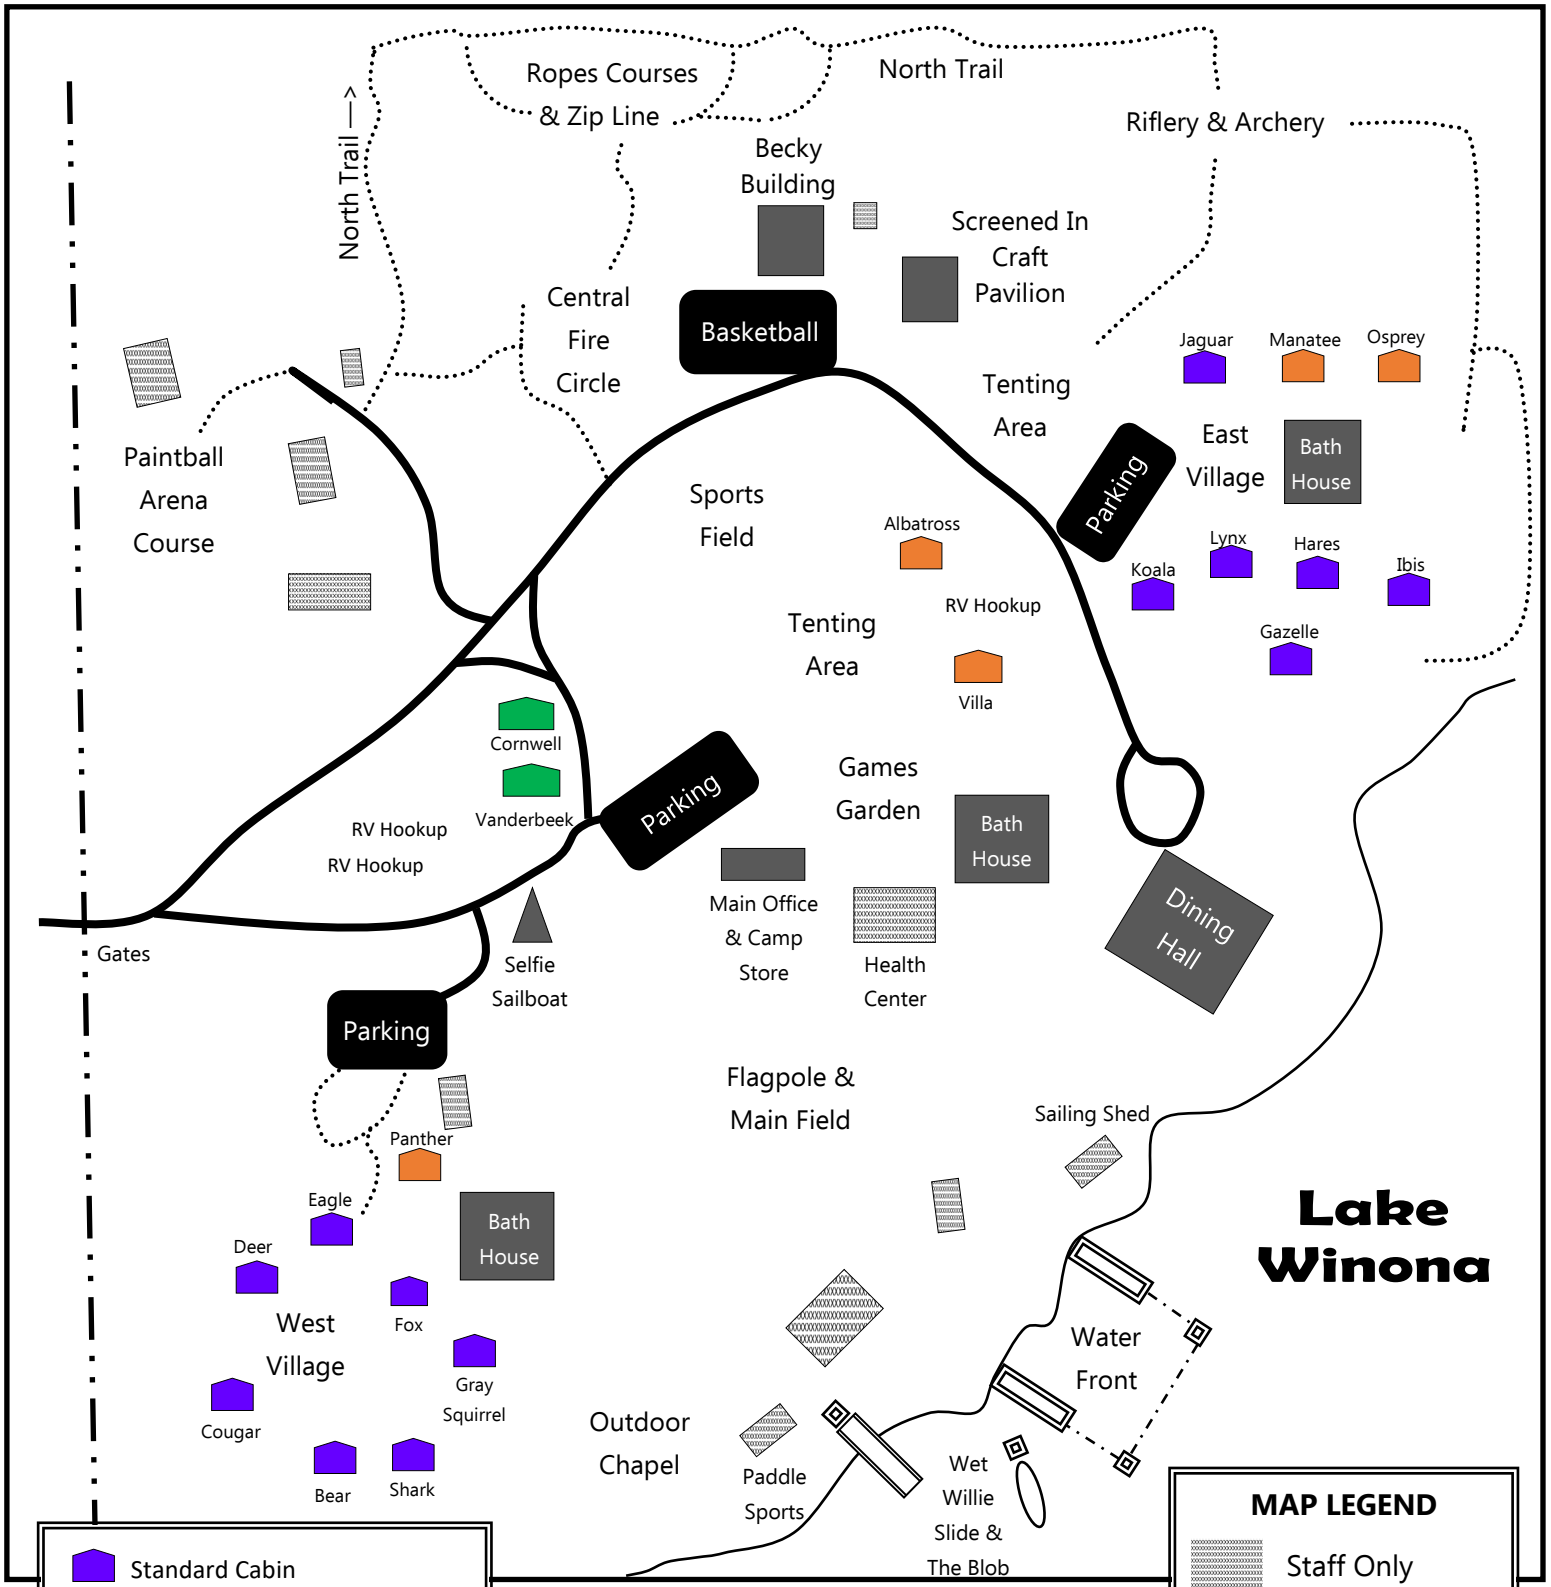 Ropes Courses
& Zip Line
North Trail
North Trail —>
Riflery & Archery
Becky
Building
Screened In
Craft
Pavilion
Central
Fire
Circle
Basketball
Jaguar
Manatee
Osprey
Tenting
Area
East
Village
Bath
House
Parking
Paintball
Arena
Course
Sports
Field
Albatross
Lynx
Hares
Koala
Ibis
RV Hookup
Tenting
Area
Gazelle
Villa
Cornwell
Vanderbeek
Parking
Games
Garden
RV Hookup
RV Hookup
Bath
House
Main Office
& Camp
Store
Dining
Hall
Gates
Selfie
Sailboat
Health
Center
Parking
Flagpole &
Main Field
Sailing Shed
Panther
Eagle
Bath
House
Deer
Lake
Winona
West
Village
Fox
Water
Front
Gray
Squirrel
Cougar
Outdoor
Chapel
Bear
Shark
Paddle
Sports
Wet
Willie
Slide &
The Blob
MAP LEGEND
Staff Only
Standard Cabin